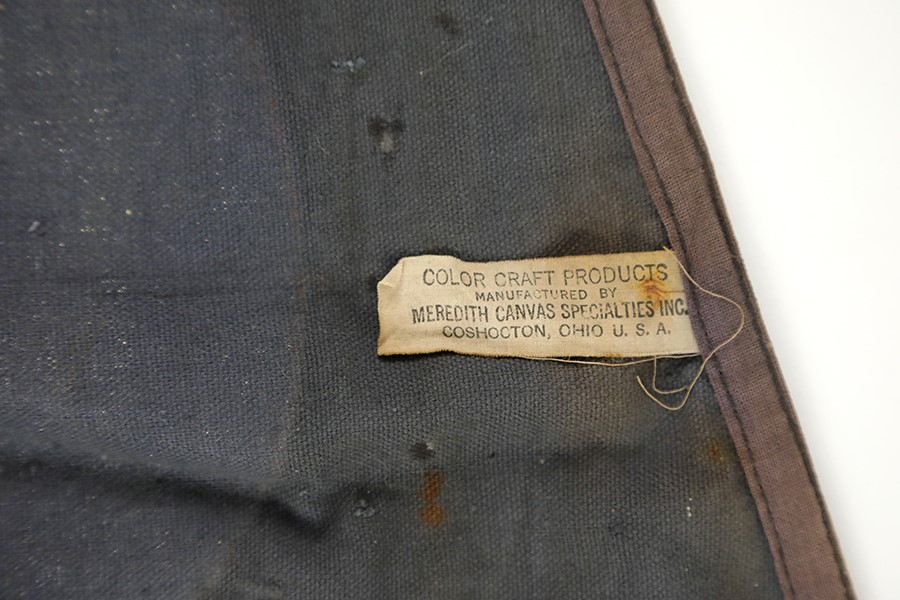 COLOR CRAFT PRODUCTS
MANUFACTURED BY
MEREDITH CANVAS SPECIALTIES INC.
COSHOCTON, OHIO U. S. A.